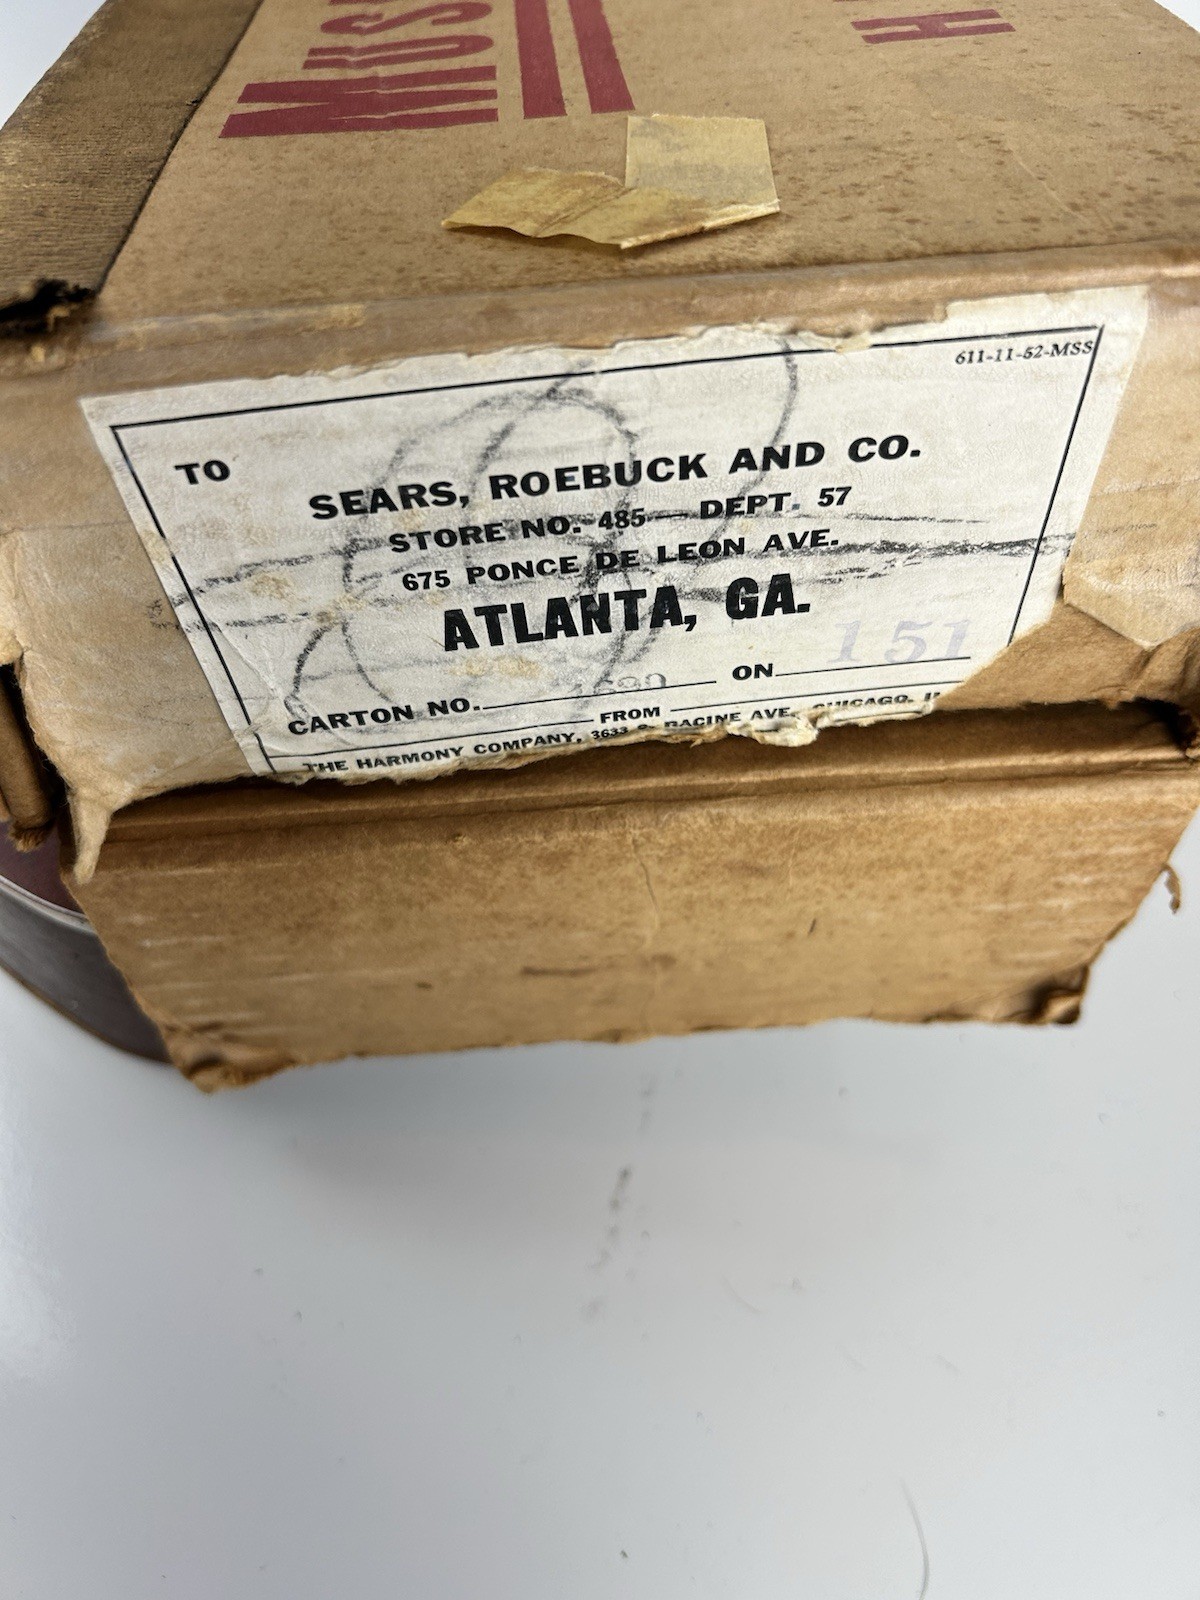 MUS
H
611-11-52-MSS
TO
SEARS, ROEBUCK AND CO.
STORE NO. 485 — DEPT. 57
675 PONCE DE LEON AVE.
ATLANTA, GA.
CARTON NO. ON 151
FROM
THE HARMONY COMPANY, 3633 S. RACINE AVE., CHICAGO,